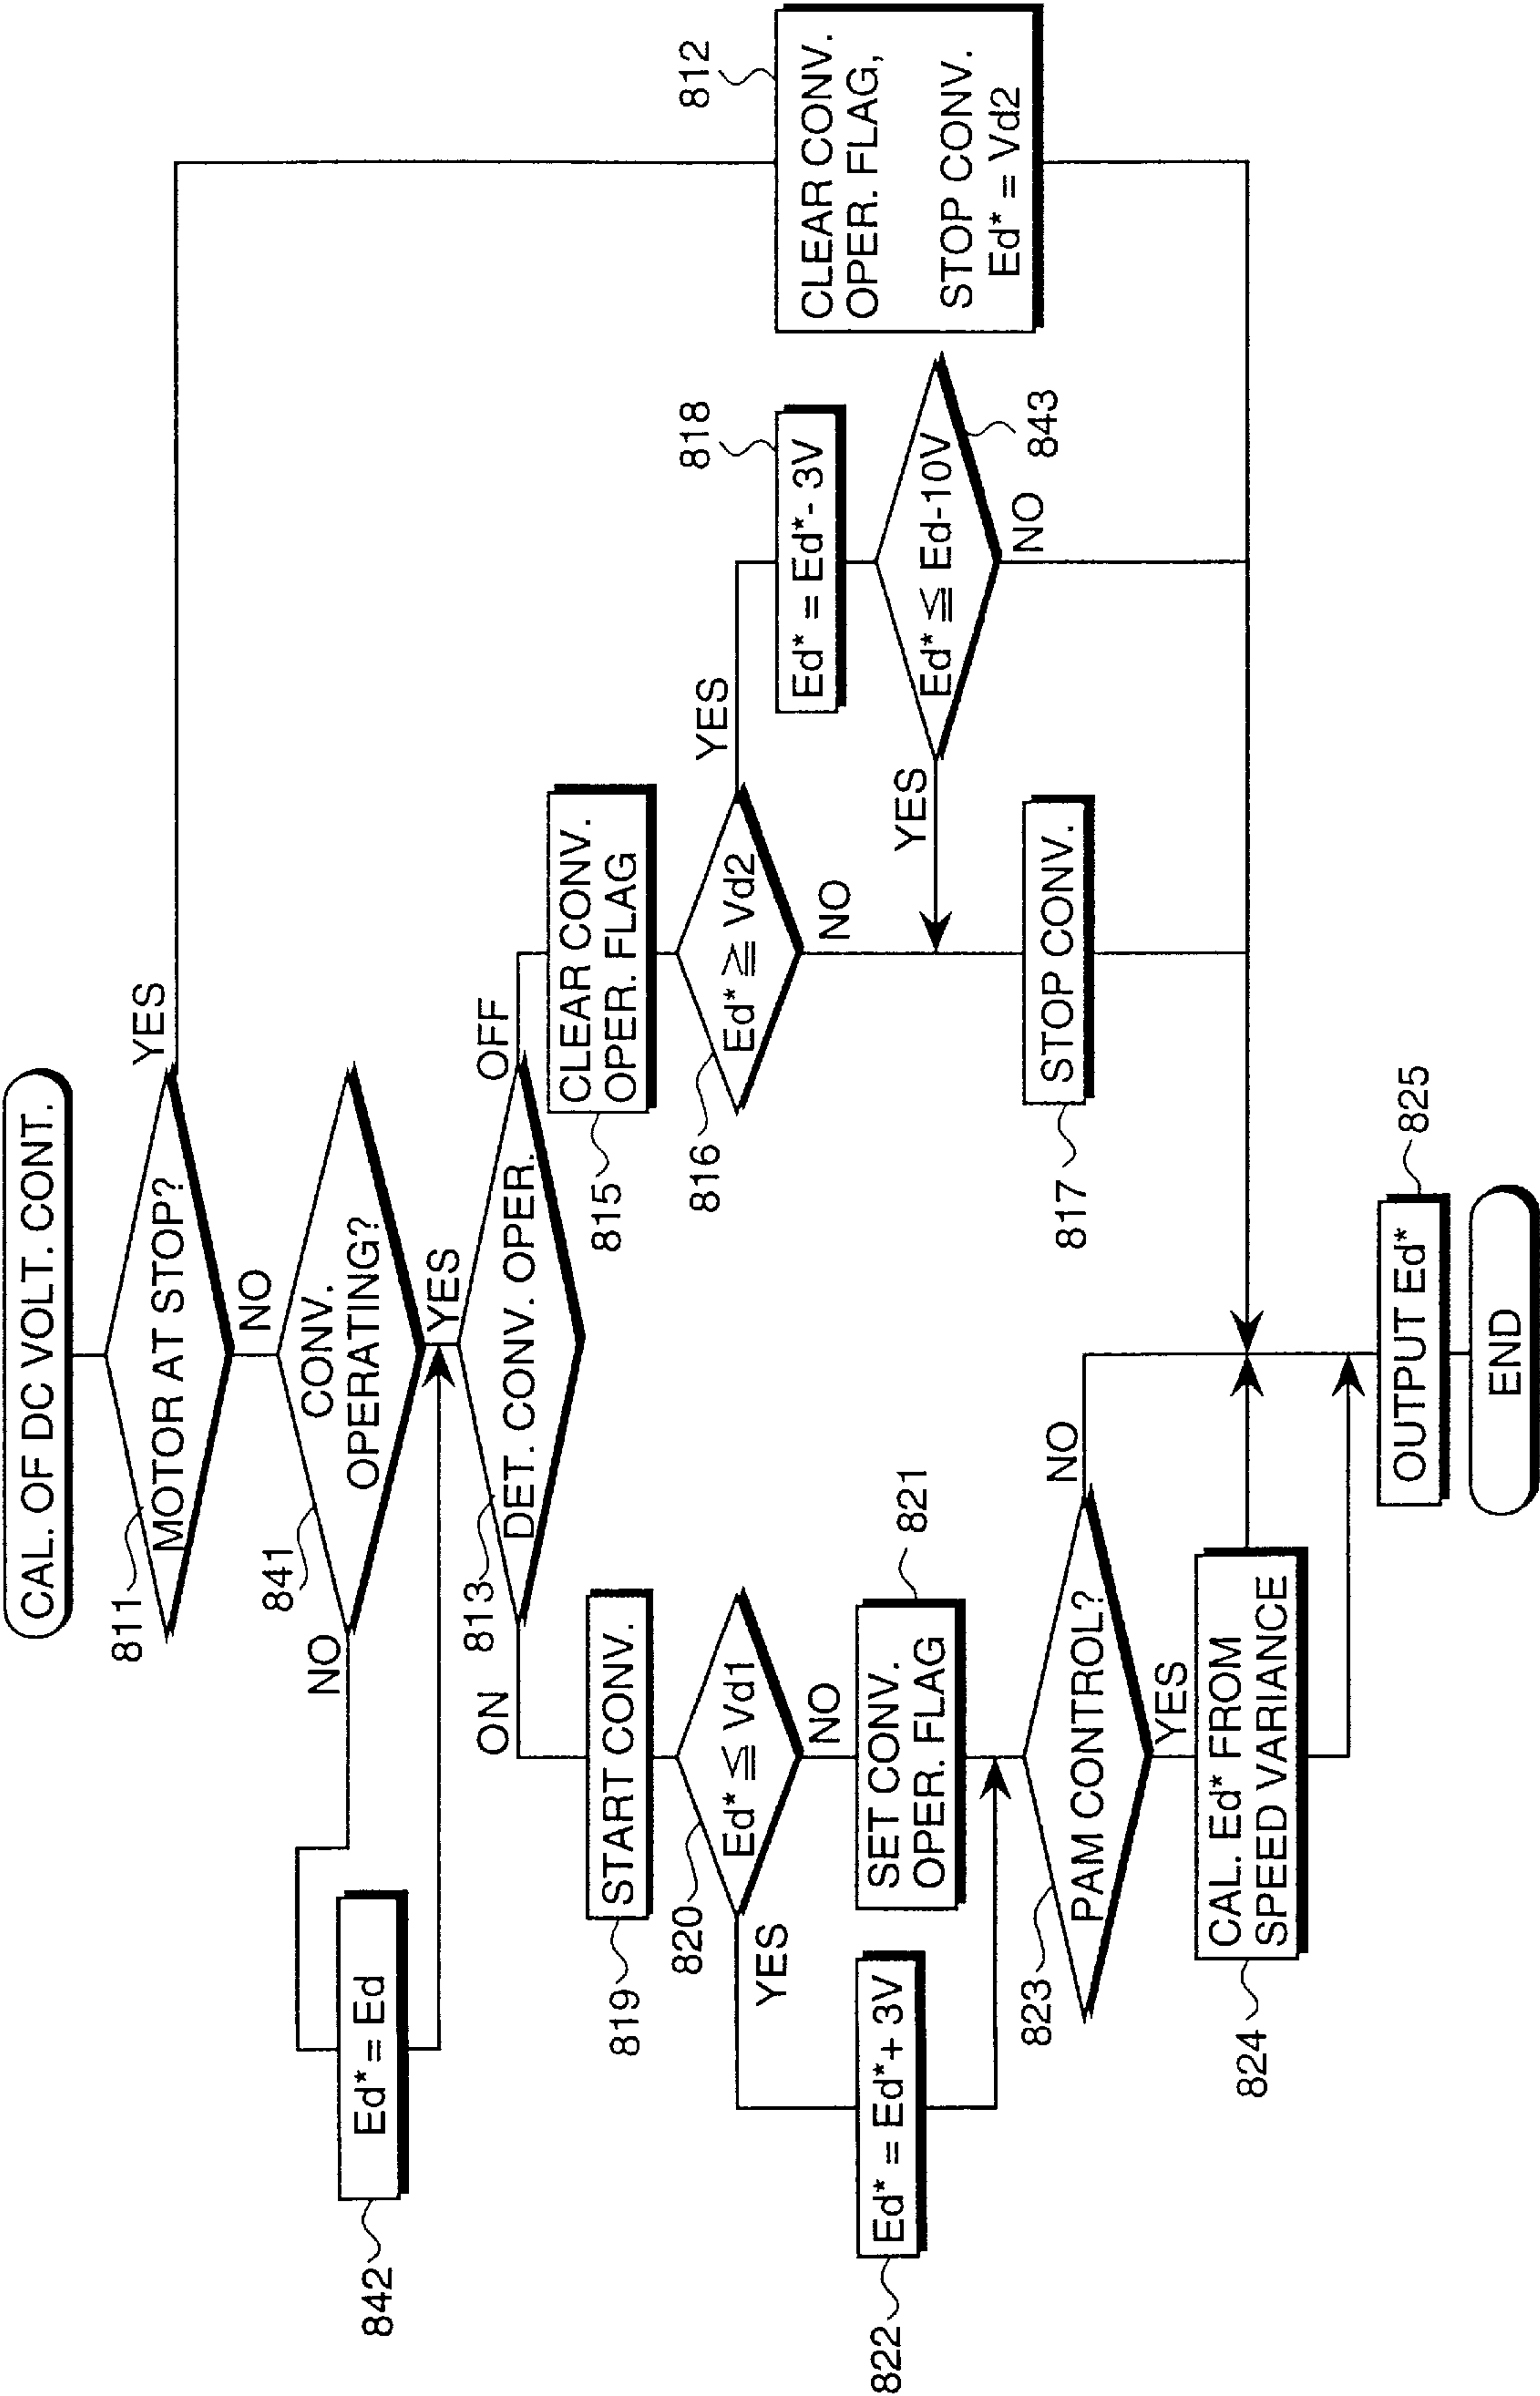 CAL. OF DC VOLT. CONT.
811
MOTOR AT STOP?
YES
NO
841
CONV.
OPERATING?
NO
YES
842
Ed* = Ed
813
DET. CONV. OPER.
ON
OFF
819
START CONV.
815
CLEAR CONV.
OPER. FLAG
820
Ed* ≦ Vd1
YES
NO
816
Ed* ≧ Vd2
YES
NO
822
Ed* = Ed*+ 3V
821
SET CONV.
OPER. FLAG
818
Ed* = Ed*- 3V
812
CLEAR CONV.
OPER. FLAG,
STOP CONV.
Ed* = Vd2
843
Ed* ≦ Ed-10V
YES
NO
817
STOP CONV.
823
PAM CONTROL?
NO
YES
824
CAL. Ed* FROM
SPEED VARIANCE
825
OUTPUT Ed*
END